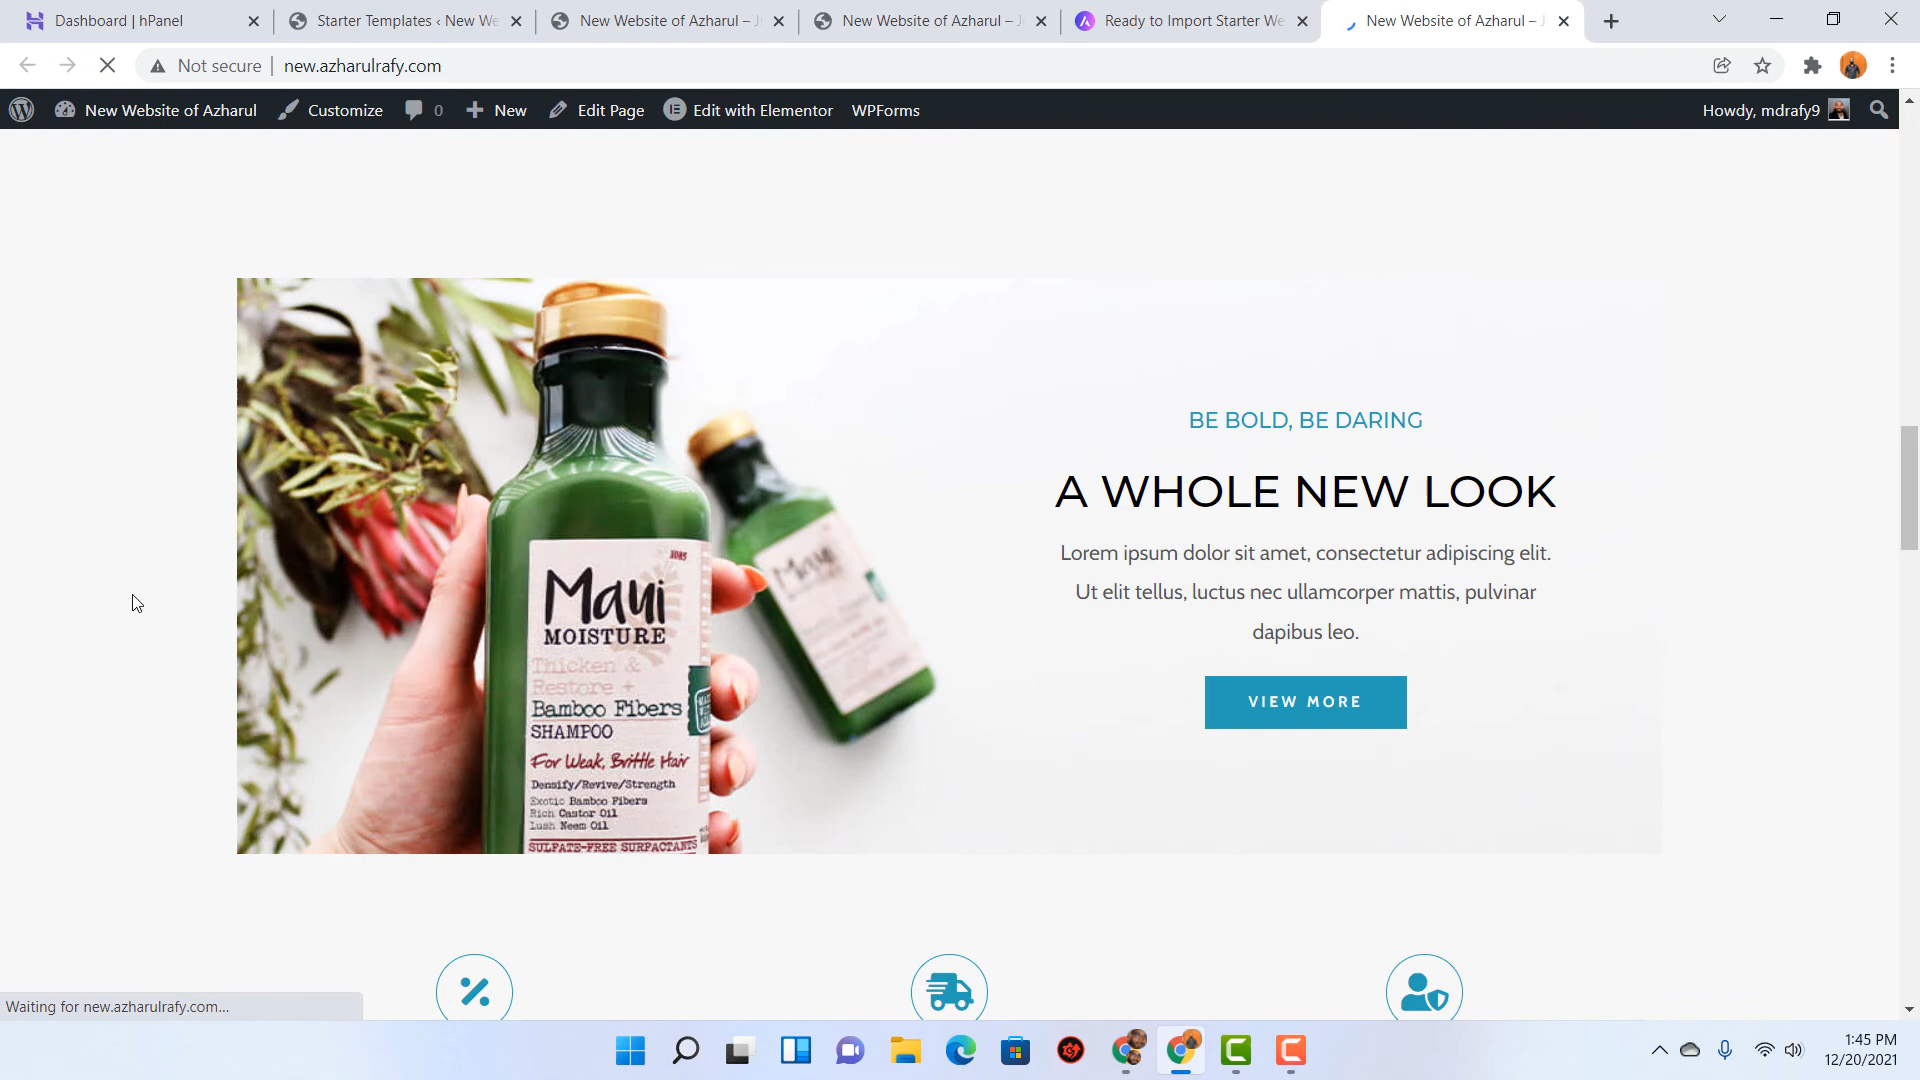 Dashboard | hPanel
Starter Templates ‹ New We
New Website of Azharul –
New Website of Azharul –
Ready to Import Starter We
New Website of Azharul –
Not secure
new.azharulrafy.com
New Website of Azharul
Customize
0
New
Edit Page
Edit with Elementor
WPForms
Howdy, mdrafy9
Maui
MOISTURE
Thicken &
Restore +
Bamboo Fibers
SHAMPOO
For Weak, Brittle Hair
Densify/Revive/Strength
Exotic Bamboo Fibers
Rich Castor Oil
Lush Neem Oil
SULFATE-FREE SURFACTANTS
Maui
BE BOLD, BE DARING
A WHOLE NEW LOOK
Lorem ipsum dolor sit amet, consectetur adipiscing elit.
Ut elit tellus, luctus nec ullamcorper mattis, pulvinar
dapibus leo.
VIEW MORE
Waiting for new.azharulrafy.com...
1:45 PM
12/20/2021